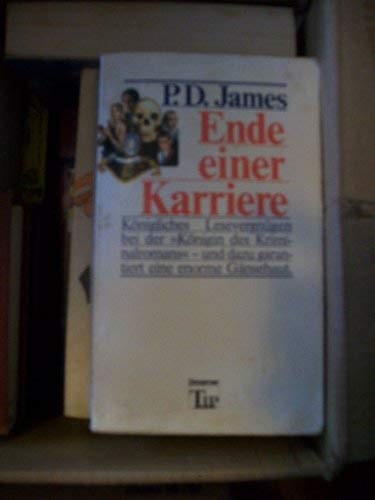 P.D. James
Ende
einer
Karriere
Königliches Lesevergnügen
bei der »Königin des Krimi-
nalromans« – und dazu garan-
tiert eine enorme Gänsehaut.
Tip